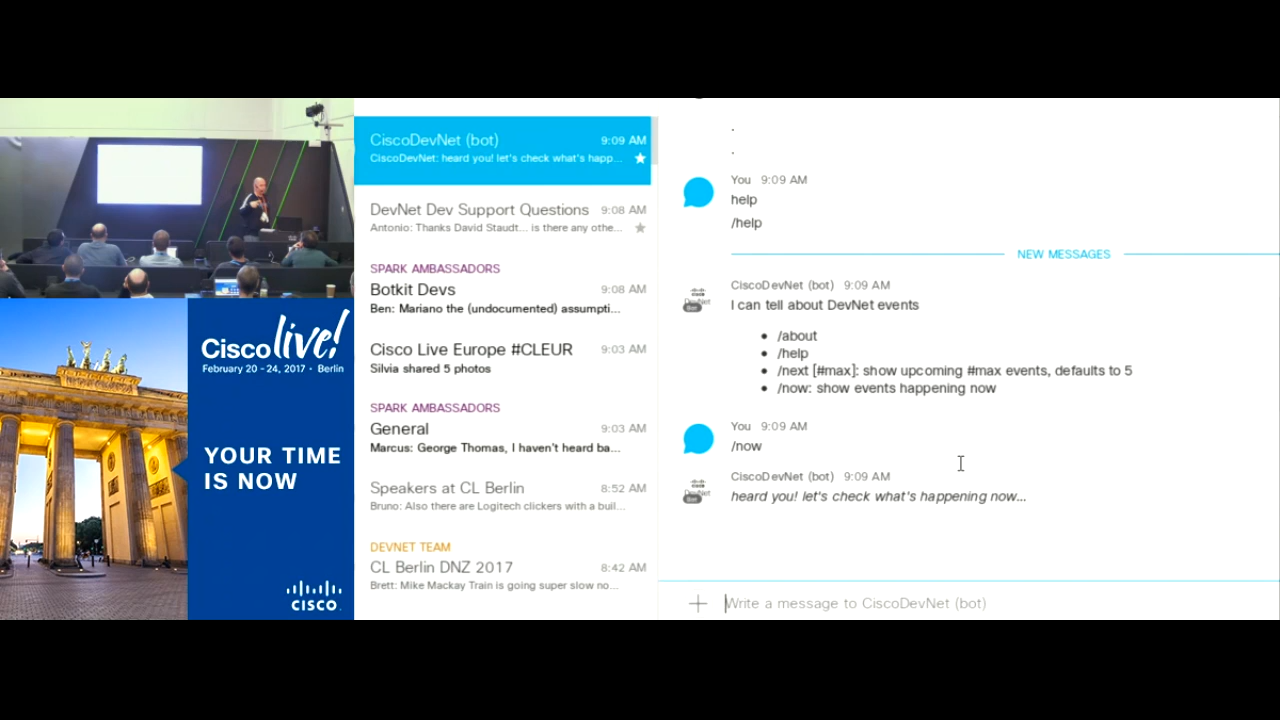 Cisco live!
February 20 - 24, 2017 • Berlin
YOUR TIME
IS NOW
CISCO
CiscoDevNet (bot) 9:09 AM
CiscoDevNet: heard you! let's check what's happ...
DevNet Dev Support Questions 9:08 AM
Antonio: Thanks David Staudt... is there any othe...
SPARK AMBASSADORS
Botkit Devs 9:08 AM
Ben: Mariano the (undocumented) assumpti...
Cisco Live Europe #CLEUR 9:03 AM
Silvia shared 5 photos
SPARK AMBASSADORS
General 9:03 AM
Marcus: George Thomas, I haven't heard ba...
Speakers at CL Berlin 8:52 AM
Bruno: Also there are Logitech clickers with a buil...
DEVNET TEAM
CL Berlin DNZ 2017 8:42 AM
Brett: Mike Mackay Train is going super slow no...
.
.
You 9:09 AM
help
/help
NEW MESSAGES
CiscoDevNet (bot) 9:09 AM
I can tell about DevNet events
• /about
• /help
• /next [#max]: show upcoming #max events, defaults to 5
• /now: show events happening now
You 9:09 AM
/now
CiscoDevNet (bot) 9:09 AM
heard you! let's check what's happening now...
Write a message to CiscoDevNet (bot)